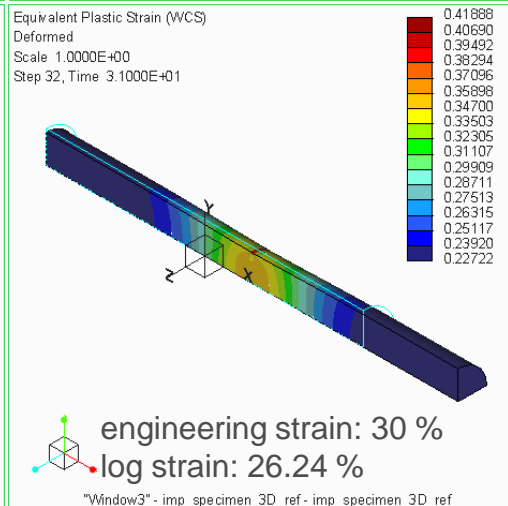 Equivalent Plastic Strain (WCS)
Deformed
Scale 1.0000E+00
Step 32, Time 3.1000E+01
0.41888
0.40690
0.39492
0.38294
0.37096
0.35898
0.34700
0.33503
0.32305
0.31107
0.29909
0.28711
0.27513
0.26315
0.25117
0.23920
0.22722
Y
Z
X
engineering strain: 30 %
log strain: 26.24 %
"Window3" - imp_specimen_3D_ref - imp_specimen_3D_ref